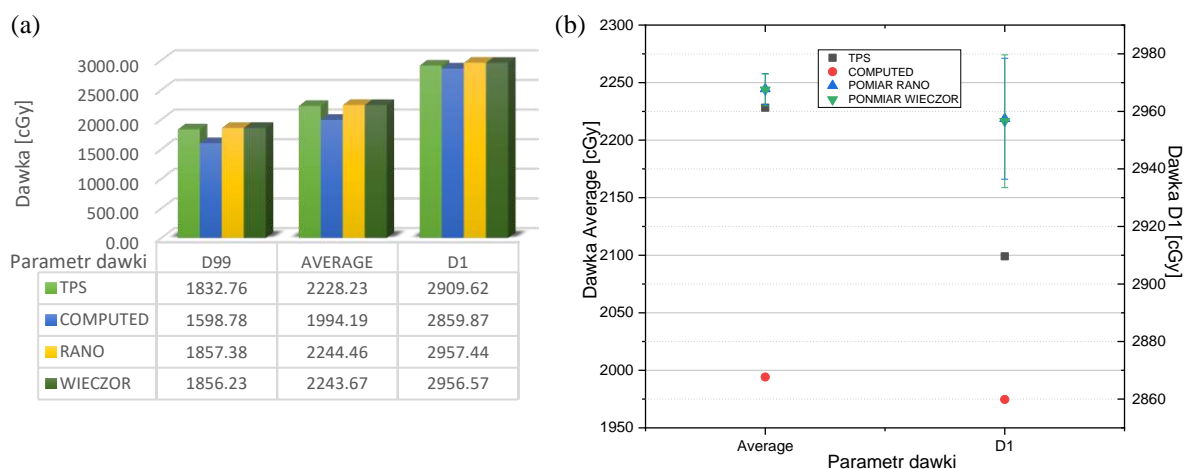 (a)
3000.00
2500.00
2000.00
1500.00
1000.00
500.00
0.00
Dawka [cGy]
Parametr dawki D99 AVERAGE D1
TPS 1832.76 2228.23 2909.62
COMPUTED 1598.78 1994.19 2859.87
RANO 1857.38 2244.46 2957.44
WIECZOR 1856.23 2243.67 2956.57
(b)
2300
2250
2200
2150
2100
2050
2000
1950
Dawka Average [cGy]
TPS
COMPUTED
POMIAR RANO
PONMIAR WIECZOR
2980
2960
2940
2920
2900
2880
2860
Dawka D1 [cGy]
Average D1
Parametr dawki